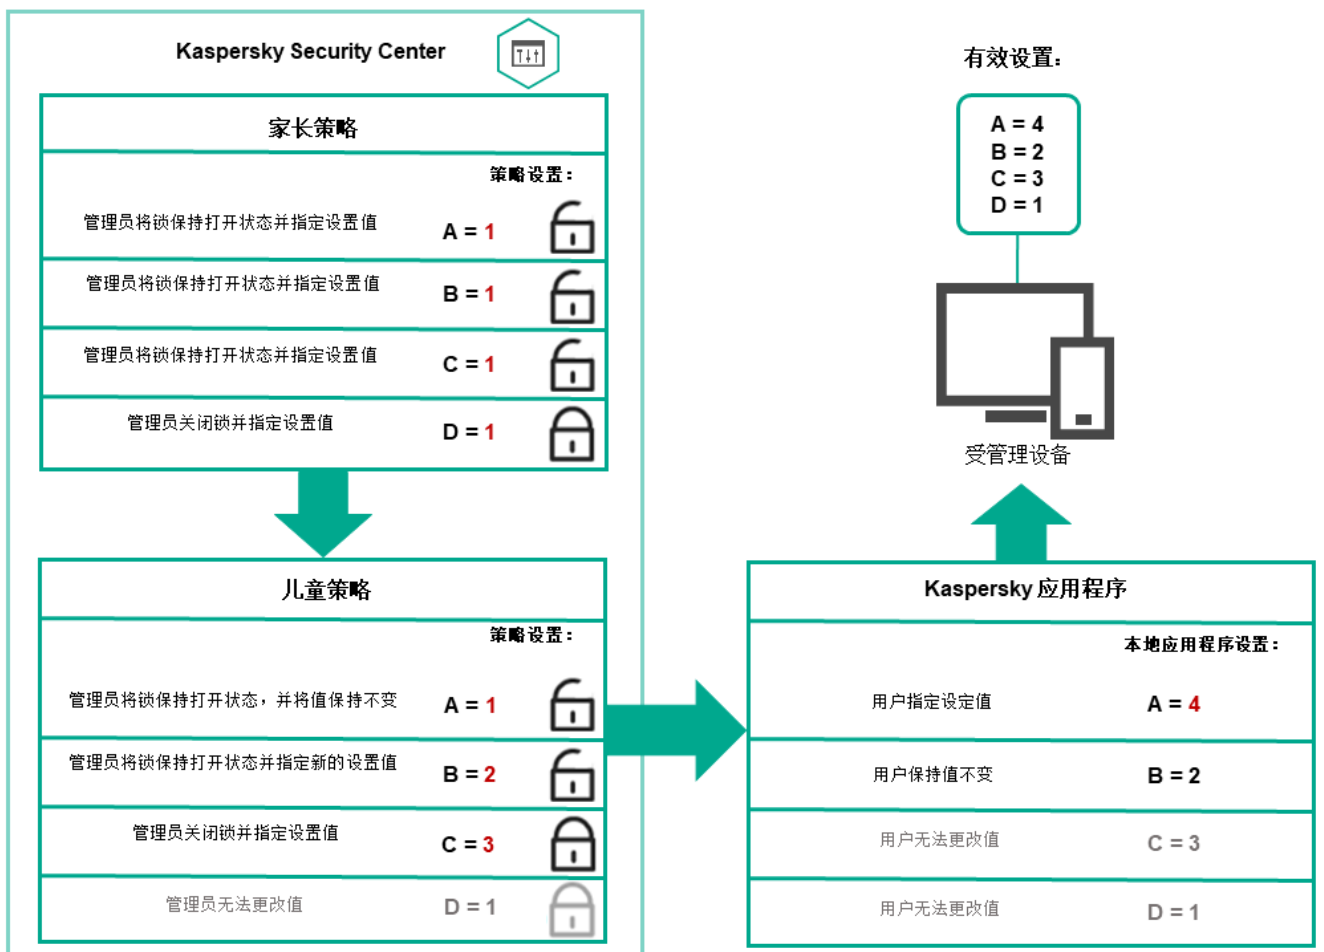 Kaspersky Security Center
家长策略
策略设置：
管理员将锁保持打开状态并指定设置值
A = 1
管理员将锁保持打开状态并指定设置值
B = 1
管理员将锁保持打开状态并指定设置值
C = 1
管理员关闭锁并指定设置值
D = 1
儿童策略
策略设置：
管理员将锁保持打开状态，并将值保持不变
A = 1
管理员将锁保持打开状态并指定新的设置值
B = 2
管理员关闭锁并指定设置值
C = 3
管理员无法更改值
D = 1
Kaspersky 应用程序
本地应用程序设置：
用户指定设定值
A = 4
用户保持值不变
B = 2
用户无法更改值
C = 3
用户无法更改值
D = 1
有效设置：
A = 4
B = 2
C = 3
D = 1
受管理设备